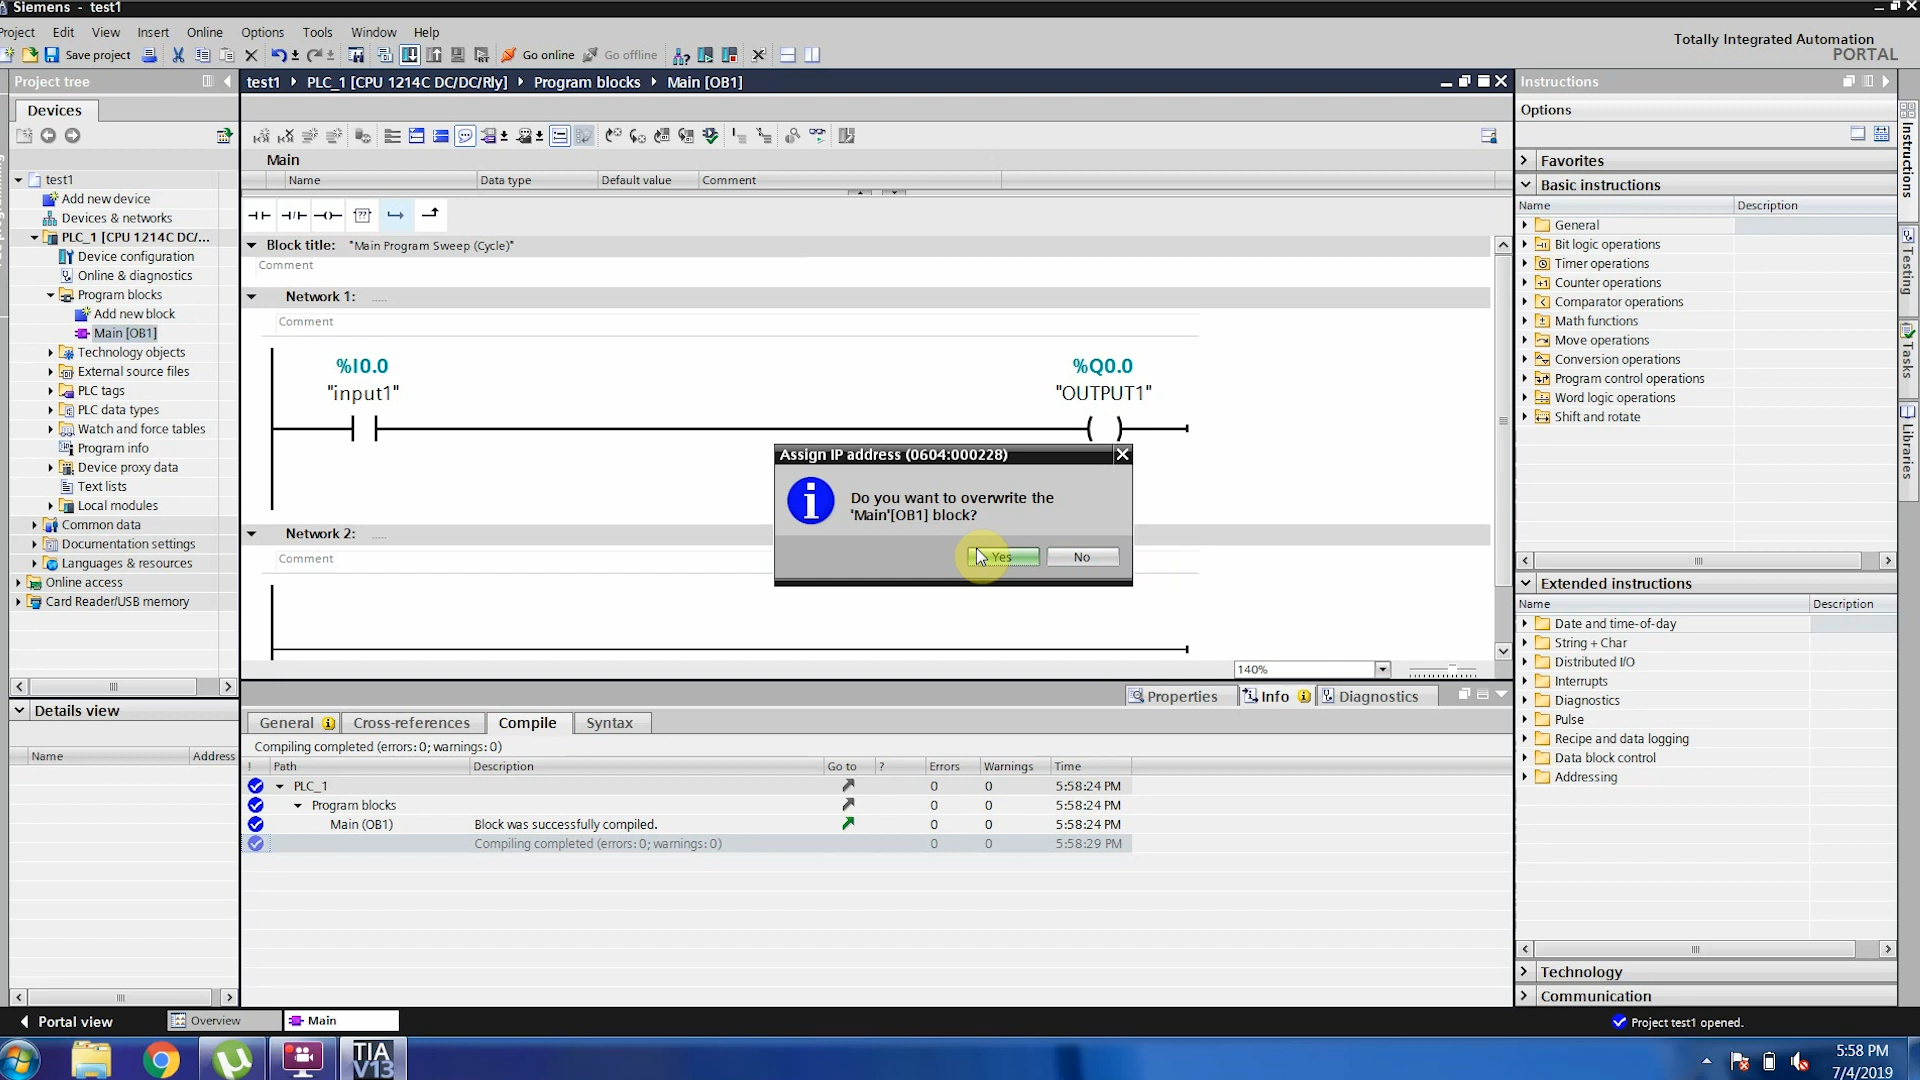 Siemens - test1
Project Edit View Insert Online Options Tools Window Help
Save project Go online Go offline
Totally Integrated Automation
PORTAL
Project tree
Devices
test1
Add new device
Devices & networks
PLC_1 [CPU 1214C DC/...
Device configuration
Online & diagnostics
Program blocks
Add new block
Main [OB1]
Technology objects
External source files
PLC tags
PLC data types
Watch and force tables
Program info
Device proxy data
Text lists
Local modules
Common data
Documentation settings
Languages & resources
Online access
Card Reader/USB memory
Details view
Name Address
test1 PLC_1 [CPU 1214C DC/DC/Rly] Program blocks Main [OB1]
Main
Name Data type Default value Comment
??
Block title: "Main Program Sweep (Cycle)"
Comment
Network 1: .....
Comment
%I0.0 %Q0.0
"input1" "OUTPUT1"
Assign IP address (0604:000228)
Do you want to overwrite the
'Main'[OB1] block?
Yes No
Network 2: .....
Comment
140%
Properties Info Diagnostics
General Cross-references Compile Syntax
Compiling completed (errors: 0; warnings: 0)
! Path Description Go to ? Errors Warnings Time
PLC_1 0 0 5:58:24 PM
Program blocks 0 0 5:58:24 PM
Main (OB1) Block was successfully compiled. 0 0 5:58:24 PM
Compiling completed (errors: 0; warnings: 0) 0 0 5:58:29 PM
Instructions
Options
Favorites
Basic instructions
Name Description
General
Bit logic operations
Timer operations
Counter operations
Comparator operations
Math functions
Move operations
Conversion operations
Program control operations
Word logic operations
Shift and rotate
Extended instructions
Name Description
Date and time-of-day
String + Char
Distributed I/O
Interrupts
Diagnostics
Pulse
Recipe and data logging
Data block control
Addressing
Technology
Communication
Instructions
Testing
Tasks
Libraries
Portal view Overview Main
Project test1 opened.
TIA
V13
5:58 PM
7/4/2019